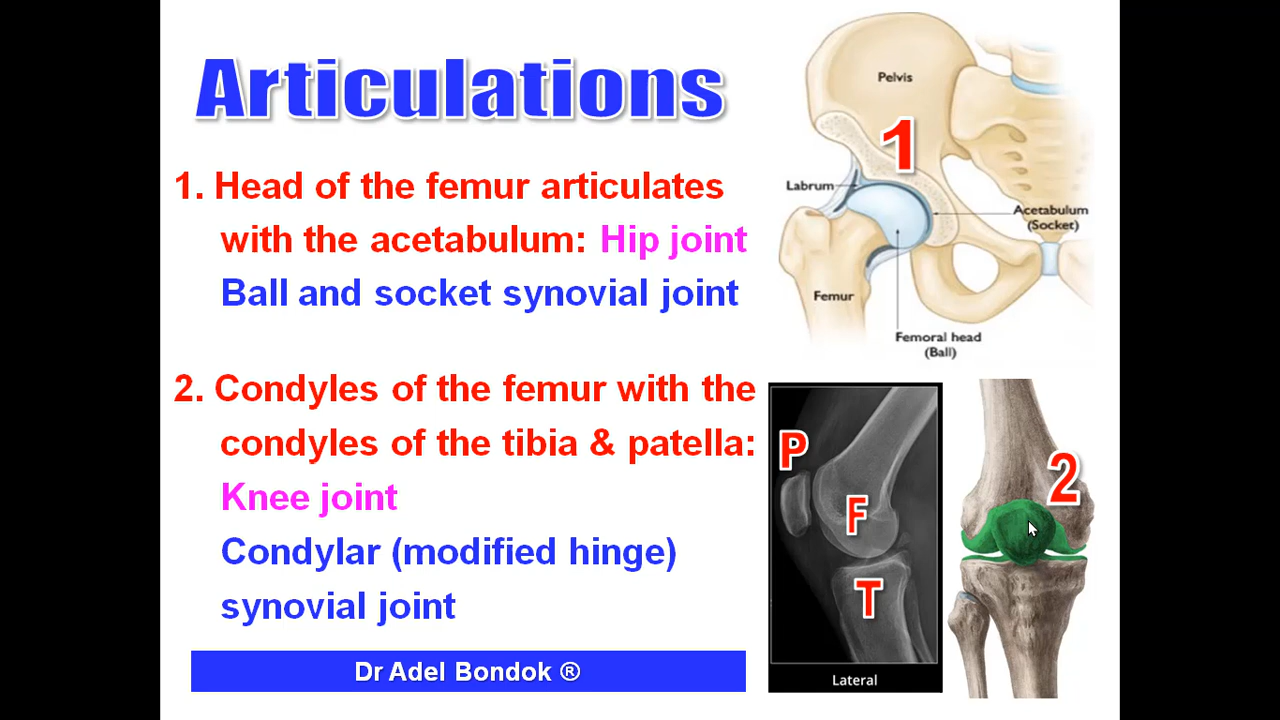 Articulations
1. Head of the femur articulates
with the acetabulum: Hip joint
Ball and socket synovial joint
2. Condyles of the femur with the
condyles of the tibia & patella:
Knee joint
Condylar (modified hinge)
synovial joint
Dr Adel Bondok ®
Pelvis
1
Labrum
Acetabulum
(Socket)
Femur
Femoral head
(Ball)
P
F
T
Lateral
2